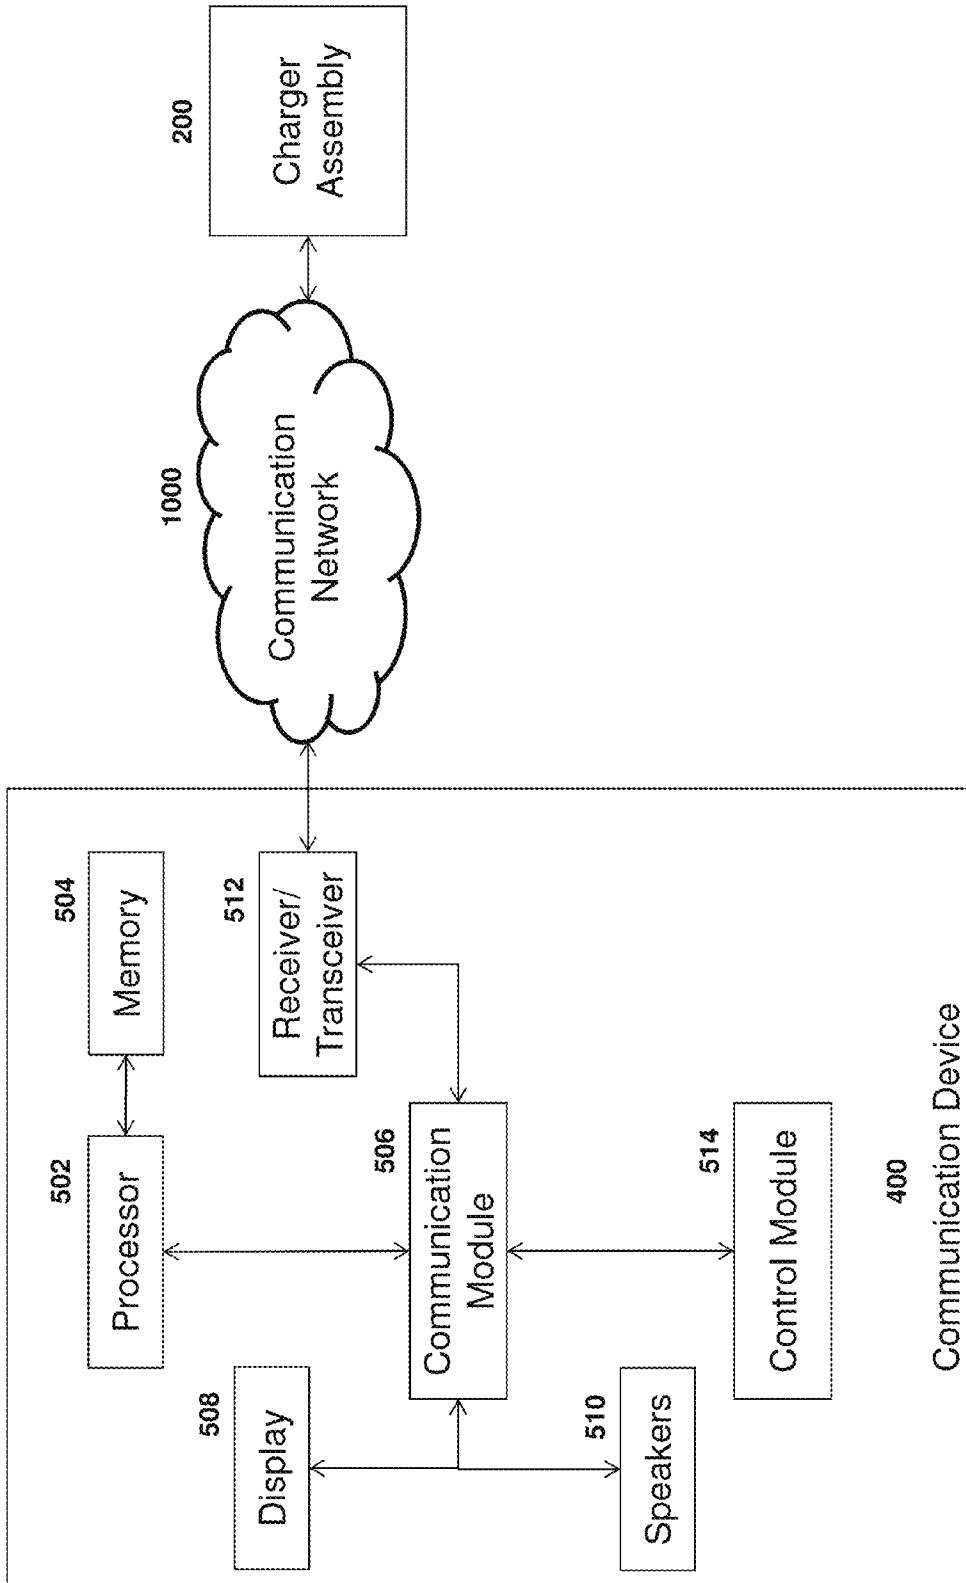 502
Processor
504
Memory
508
Display
506
Communication
Module
512
Receiver/
Transceiver
510
Speakers
514
Control Module
400
Communication Device
1000
Communication
Network
200
Charger
Assembly